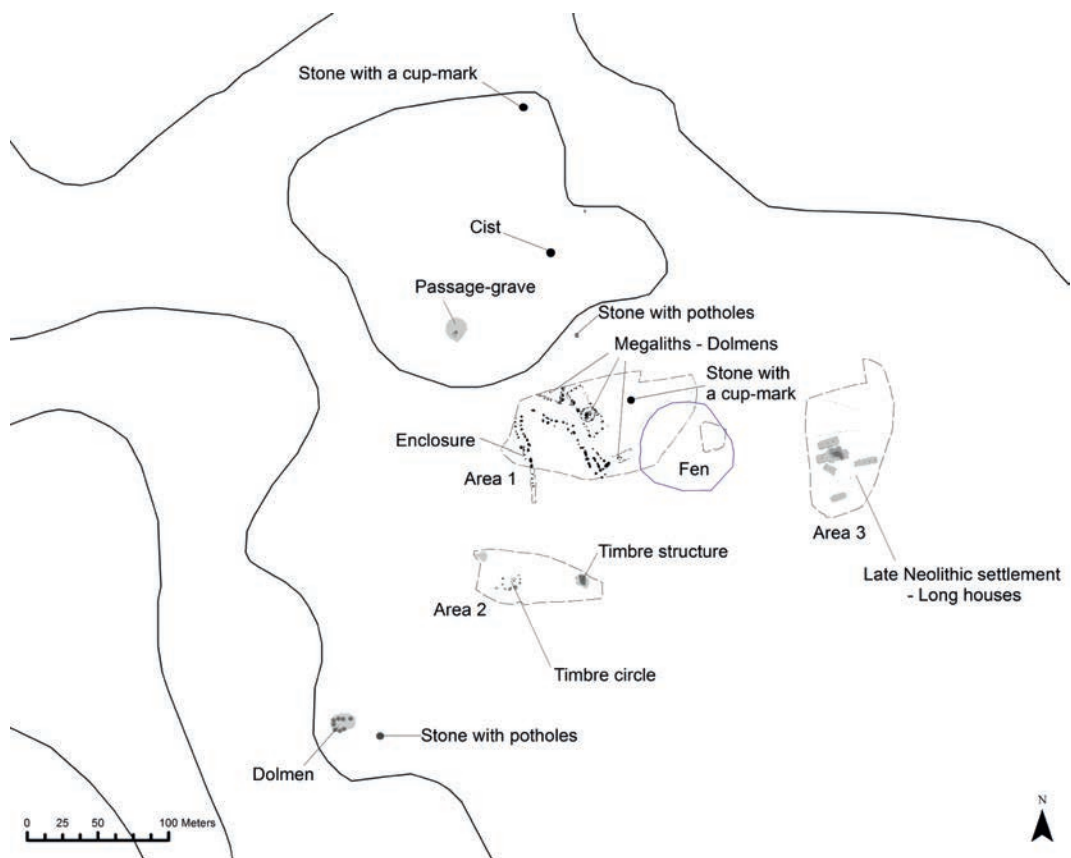 Stone with a cup-mark
Cist
Passage-grave
Stone with potholes
Megaliths - Dolmens
Stone with
a cup-mark
Enclosure
Fen
Area 1
Area 3
Timbre structure
Late Neolithic settlement
- Long houses
Area 2
Timbre circle
Stone with potholes
Dolmen
0 25 50 100 Meters
N